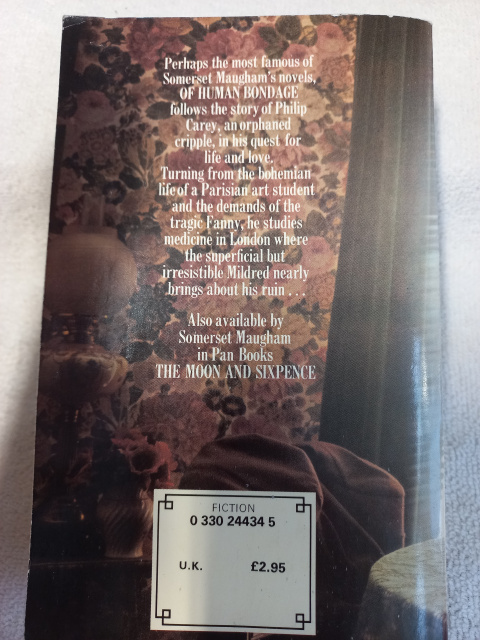 Perhaps the most famous of
Somerset Maugham's novels,
OF HUMAN BONDAGE
follows the story of Philip
Carey, an orphaned
cripple, in his quest for
life and love.
Turning from the bohemian
life of a Parisian art student
and the demands of the
tragic Fanny, he studies
medicine in London where
the superficial but
irresistible Mildred nearly
brings about his ruin . . .
Also available by
Somerset Maugham
in Pan Books
THE MOON AND SIXPENCE
FICTION
0 330 24434 5
U.K. £2.95